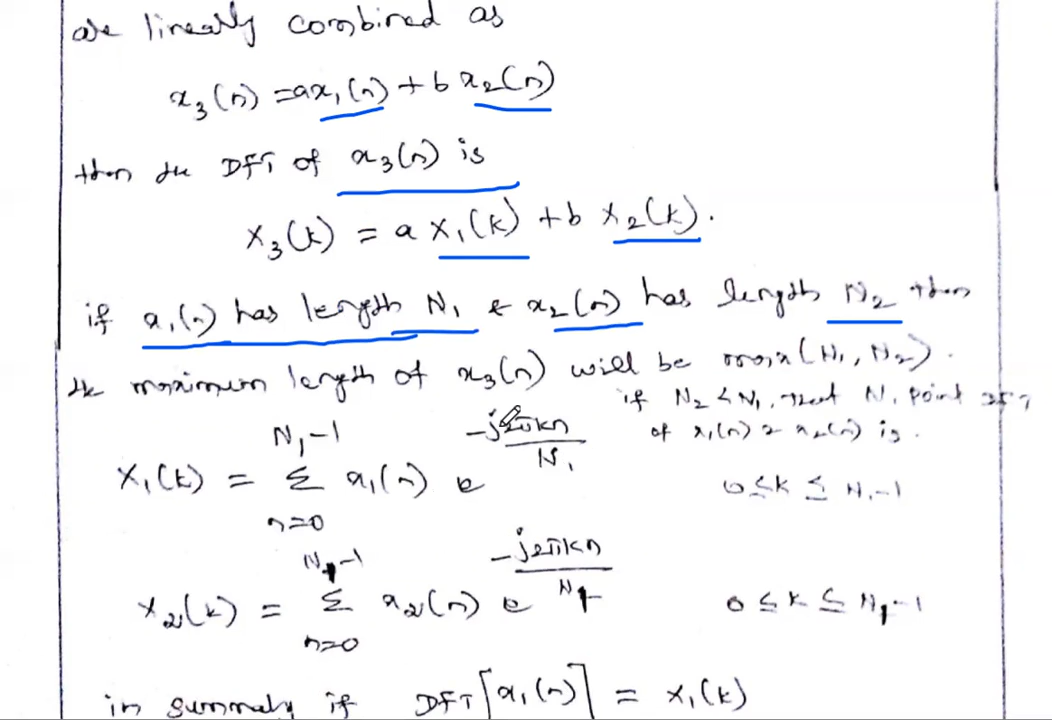 are linearly combined as
x₃(n) = ax₁(n) + b x₂(n)
then the DFT of x₃(n) is
X₃(k) = a X₁(k) + b X₂(k).
if x₁(n) has length N₁ & x₂(n) has length N₂ then
the maximum length of x₃(n) will be max(N₁, N₂).
if N₂ < N₁, then N₁ point DFT
of x₁(n) & x₂(n) is.
X₁(k) = Σ_{n=0}^{N₁-1} x₁(n) e^{-j2πkn/N₁} 0 ≤ k ≤ N₁-1
X₂(k) = Σ_{n=0}^{N₁-1} x₂(n) e^{-j2πkn/N₁} 0 ≤ k ≤ N₁-1
in summary if DFT[x₁(n)] = X₁(k)